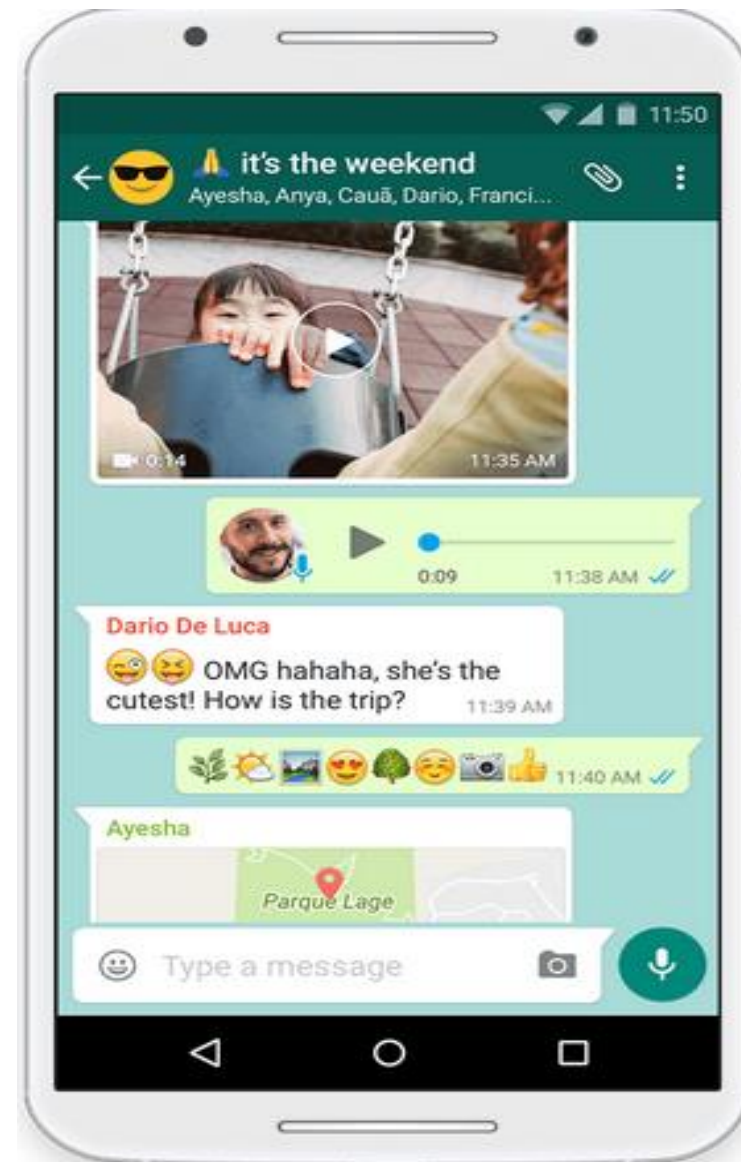 11:50
🙏 it's the weekend
Ayesha, Anya, Cauã, Dario, Franci...
0:14 11:35 AM
0:09 11:38 AM
Dario De Luca
😜😝 OMG hahaha, she's the
cutest! How is the trip? 11:39 AM
🌿🌤️🏞️😍🌳☺️📷👍 11:40 AM
Ayesha
Parque Lage
Type a message